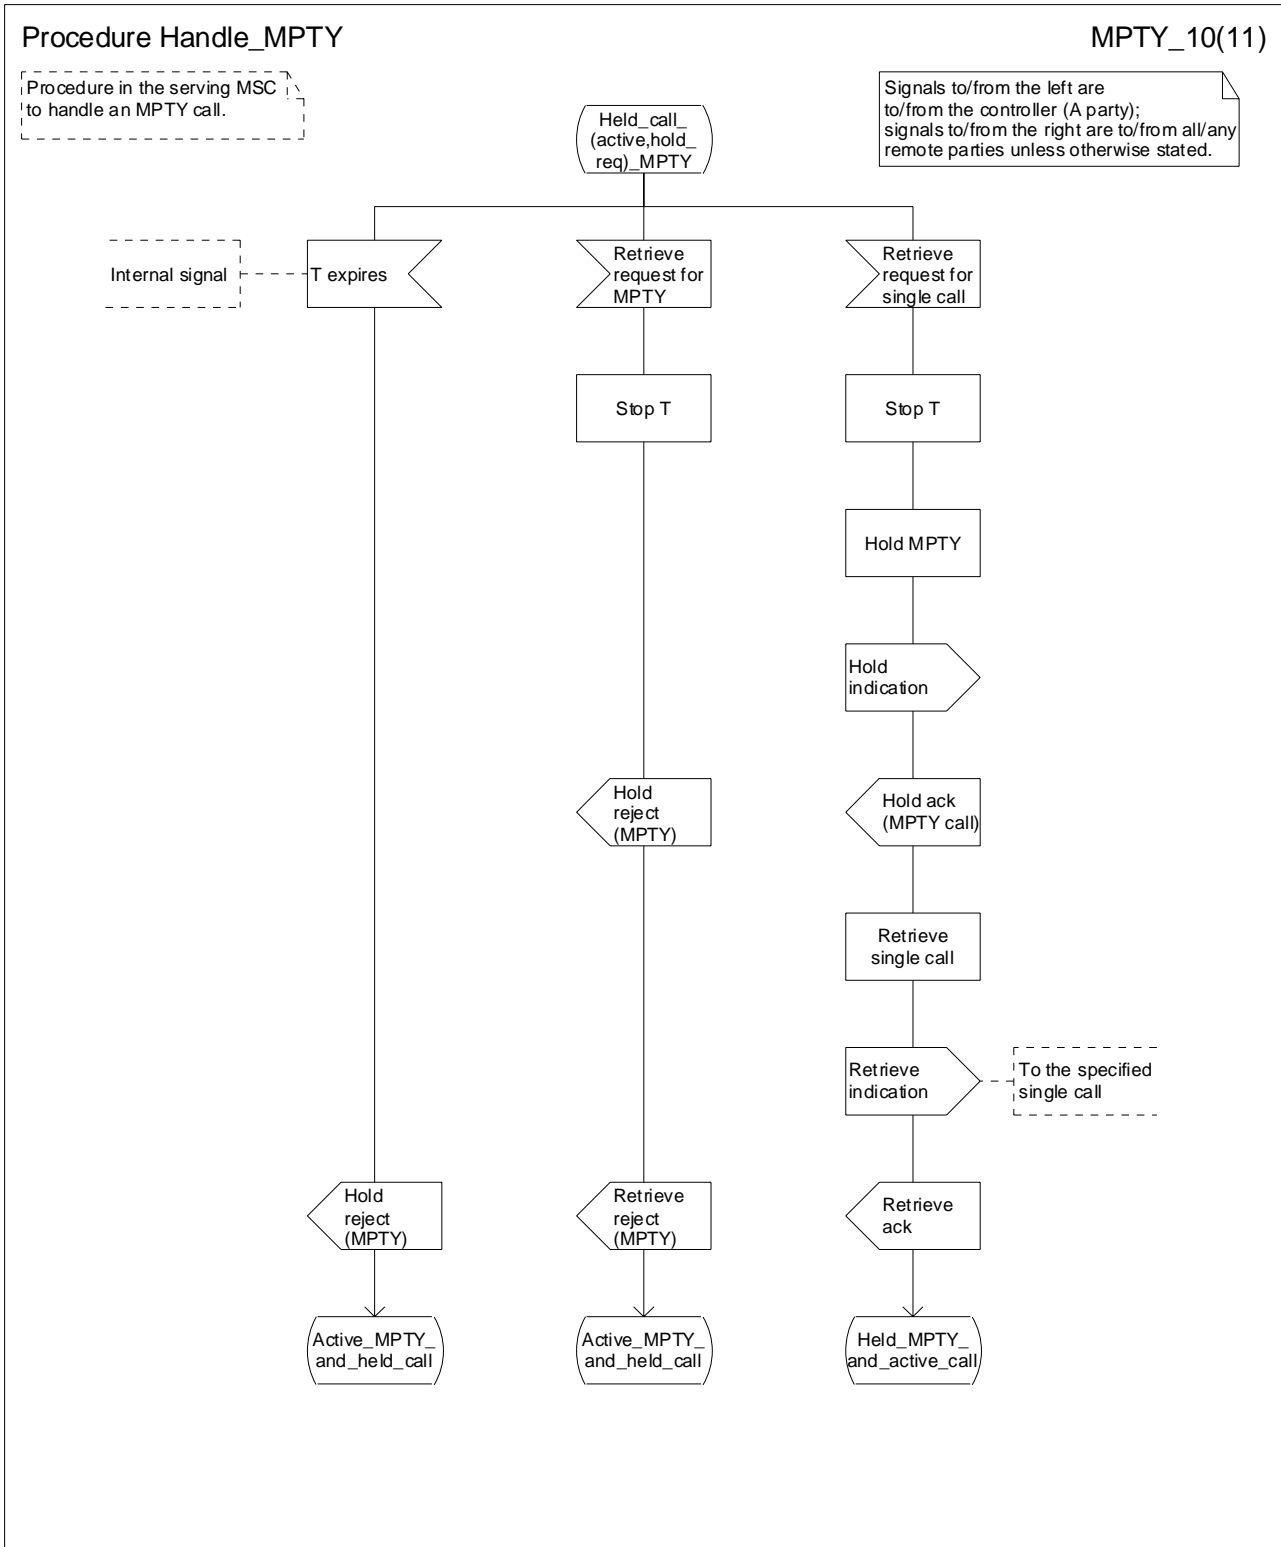 Procedure Handle_MPTY
MPTY_10(11)
Procedure in the serving MSC
to handle an MPTY call.
Signals to/from the left are
to/from the controller (A party);
signals to/from the right are to/from all/any
remote parties unless otherwise stated.
Held_call_
(active,hold_
req)_MPTY
Internal signal
T expires
Retrieve
request for
MPTY
Retrieve
request for
single call
Stop T
Stop T
Hold MPTY
Hold
indication
Hold
reject
(MPTY)
Hold ack
(MPTY call)
Retrieve
single call
Retrieve
indication
To the specified
single call
Hold
reject
(MPTY)
Retrieve
reject
(MPTY)
Retrieve
ack
Active_MPTY_
and_held_call
Active_MPTY_
and_held_call
Held_MPTY_
and_active_call